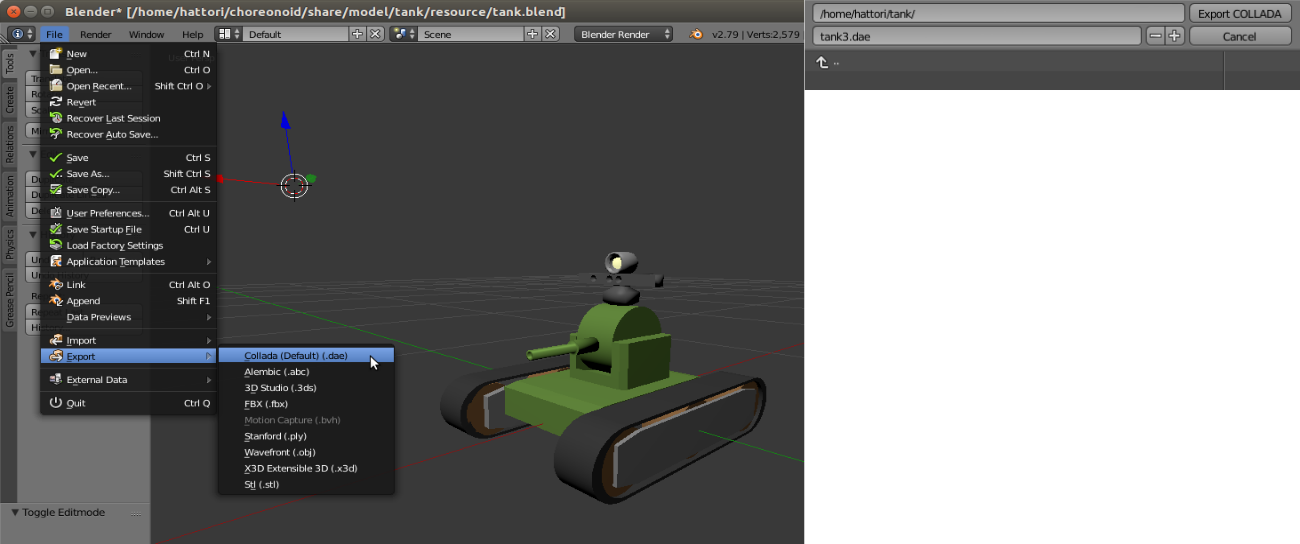 Blender* [/home/hattori/choreonoid/share/model/tank/resource/tank.blend]
File Render Window Help Default Scene Blender Render v2.79 | Verts:2,579
New Ctrl N
Open... Ctrl O
Open Recent... Shift Ctrl O
Revert
Recover Last Session
Recover Auto Save...
Save Ctrl S
Save As... Shift Ctrl S
Save Copy... Ctrl Alt S
User Preferences... Ctrl Alt U
Save Startup File Ctrl U
Load Factory Settings
Application Templates
Link Ctrl Alt O
Append Shift F1
Data Previews
Import
Export
External Data
Quit Ctrl Q
Collada (Default) (.dae)
Alembic (.abc)
3D Studio (.3ds)
FBX (.fbx)
Motion Capture (.bvh)
Stanford (.ply)
Wavefront (.obj)
X3D Extensible 3D (.x3d)
Stl (.stl)
Tools
Create
Relations
Animation
Physics
Grease Pencil
Toggle Editmode
/home/hattori/tank/ Export COLLADA
tank3.dae Cancel
..